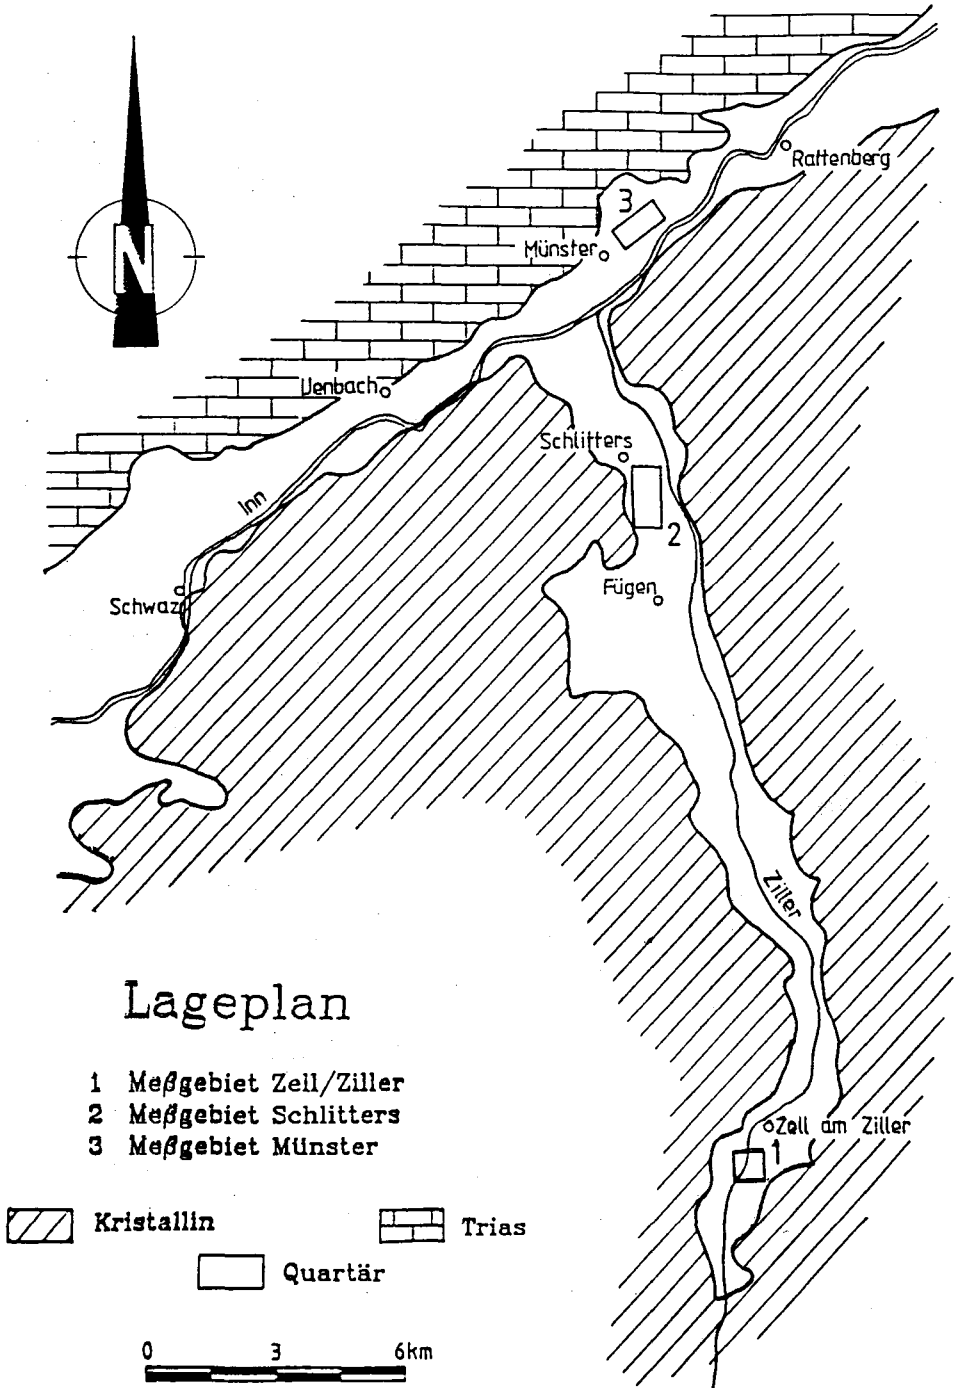 N
Rattenberg
3
Münster
Jenbach
Schlitters
Inn
2
Fügen
Schwaz
Ziller
Lageplan
1 Meßgebiet Zell/Ziller
2 Meßgebiet Schlitters
3 Meßgebiet Münster
Zell am Ziller
1
Kristallin
Trias
Quartär
0 3 6km